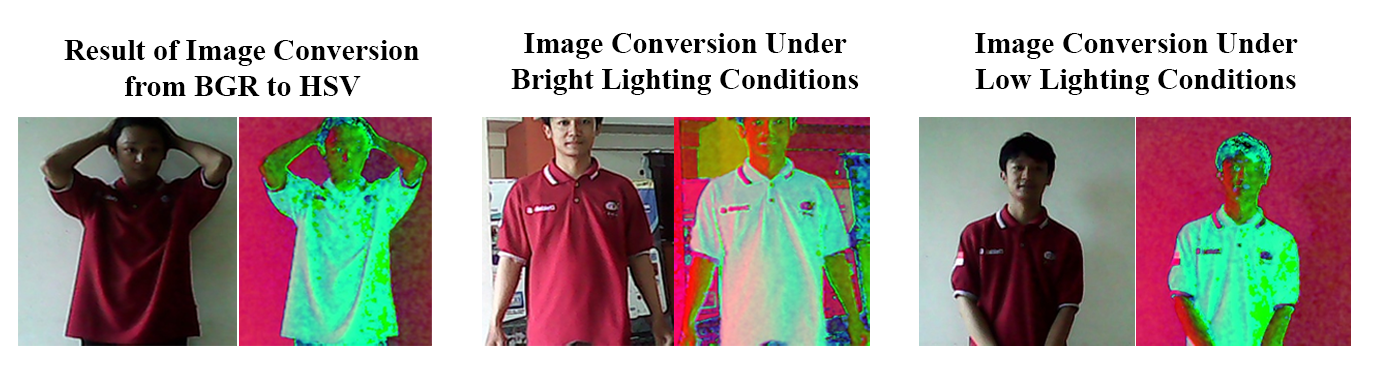 Result of Image Conversion
from BGR to HSV
Image Conversion Under
Bright Lighting Conditions
Image Conversion Under
Low Lighting Conditions